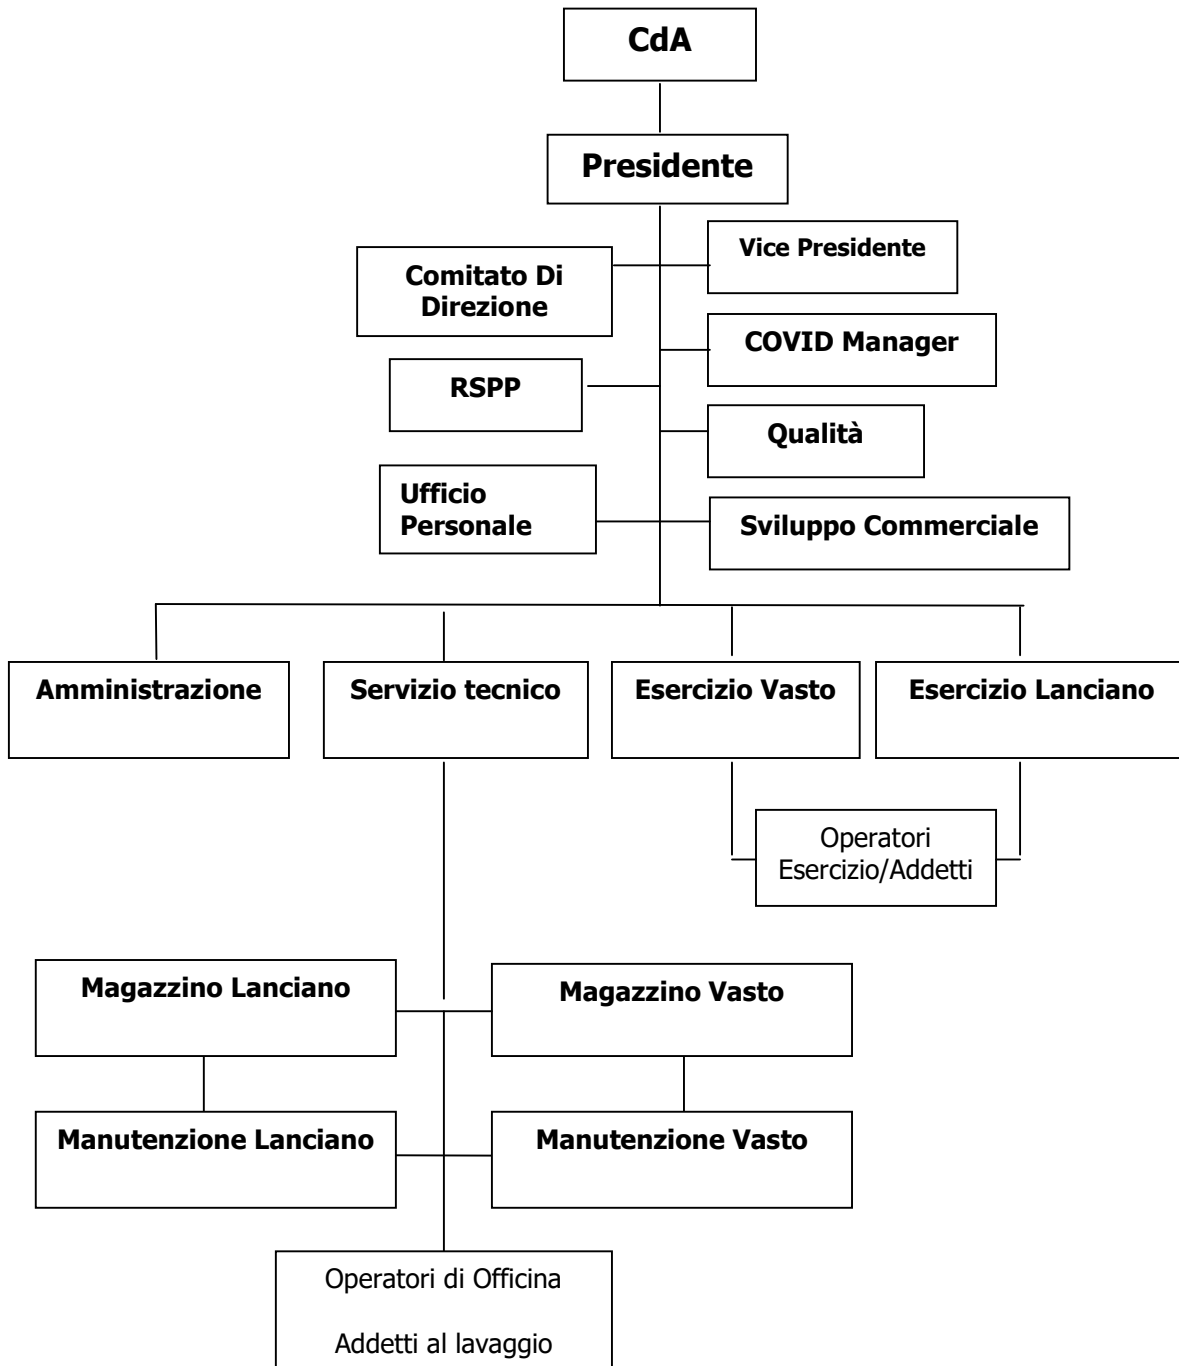 CdA
Presidente
Vice Presidente
Comitato Di
Direzione
COVID Manager
RSPP
Qualità
Ufficio
Personale
Sviluppo Commerciale
Amministrazione
Servizio tecnico
Esercizio Vasto
Esercizio Lanciano
Operatori
Esercizio/Addetti
Magazzino Lanciano
Magazzino Vasto
Manutenzione Lanciano
Manutenzione Vasto
Operatori di Officina
Addetti al lavaggio